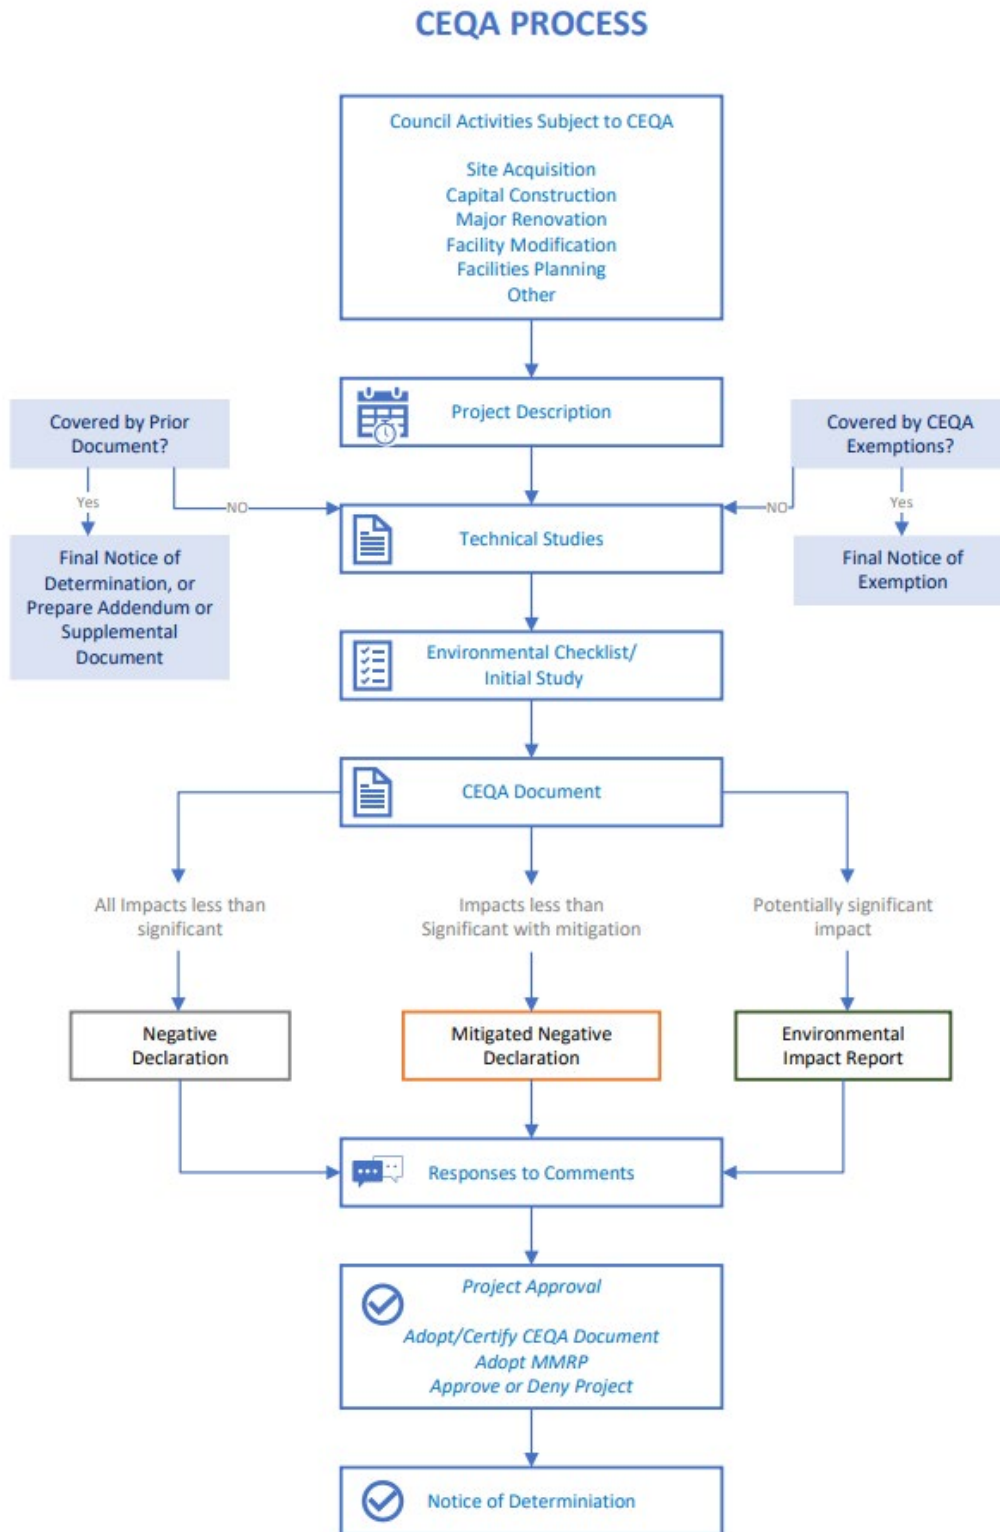 CEQA PROCESS
Council Activities Subject to CEQA
Site Acquisition
Capital Construction
Major Renovation
Facility Modification
Facilities Planning
Other
Project Description
Covered by Prior
Document?
Yes
NO
Final Notice of
Determination, or
Prepare Addendum or
Supplemental
Document
Covered by CEQA
Exemptions?
NO
Yes
Final Notice of
Exemption
Technical Studies
Environmental Checklist/
Initial Study
CEQA Document
All Impacts less than
significant
Impacts less than
Significant with mitigation
Potentially significant
impact
Negative
Declaration
Mitigated Negative
Declaration
Environmental
Impact Report
Responses to Comments
Project Approval
Adopt/Certify CEQA Document
Adopt MMRP
Approve or Deny Project
Notice of Determiniation